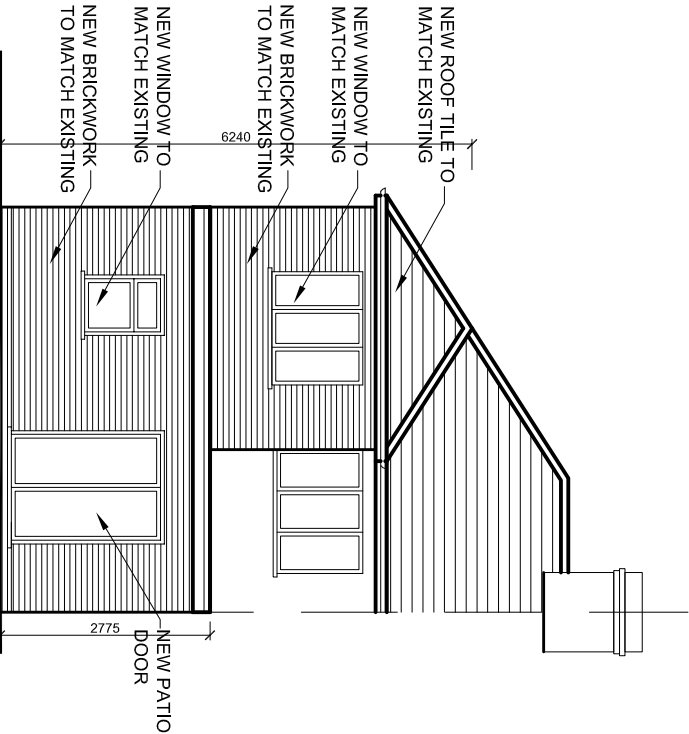 NEW ROOF TILE TO
MATCH EXISTING
NEW WINDOW TO
MATCH EXISTING
NEW BRICKWORK
TO MATCH EXISTING
NEW WINDOW TO
MATCH EXISTING
NEW BRICKWORK
TO MATCH EXISTING
6240
2775
NEW PATIO
DOOR